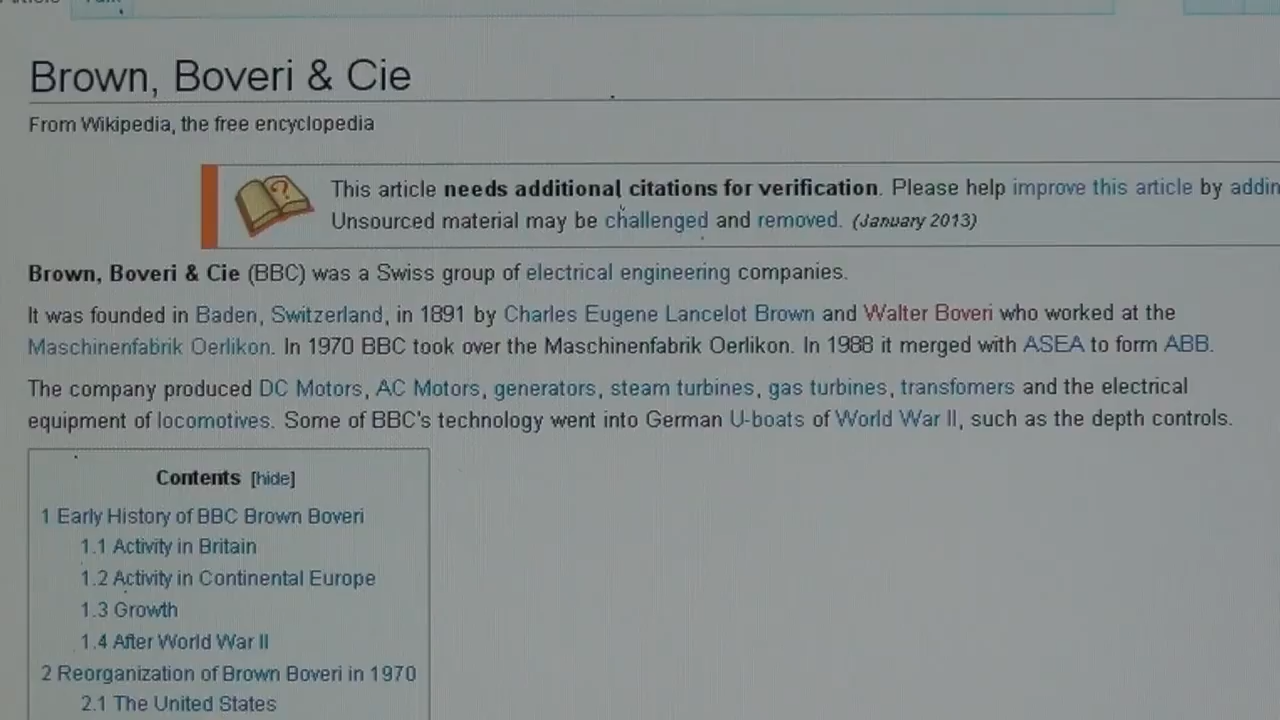 Brown, Boveri & Cie
From Wikipedia, the free encyclopedia
This article needs additional citations for verification. Please help improve this article by addin
Unsourced material may be challenged and removed. (January 2013)
Brown, Boveri & Cie (BBC) was a Swiss group of electrical engineering companies.
It was founded in Baden, Switzerland, in 1891 by Charles Eugene Lancelot Brown and Walter Boveri who worked at the
Maschinenfabrik Oerlikon. In 1970 BBC took over the Maschinenfabrik Oerlikon. In 1988 it merged with ASEA to form ABB.
The company produced DC Motors, AC Motors, generators, steam turbines, gas turbines, transfomers and the electrical
equipment of locomotives. Some of BBC's technology went into German U-boats of World War II, such as the depth controls.
Contents [hide]
1 Early History of BBC Brown Boveri
1.1 Activity in Britain
1.2 Activity in Continental Europe
1.3 Growth
1.4 After World War II
2 Reorganization of Brown Boveri in 1970
2.1 The United States